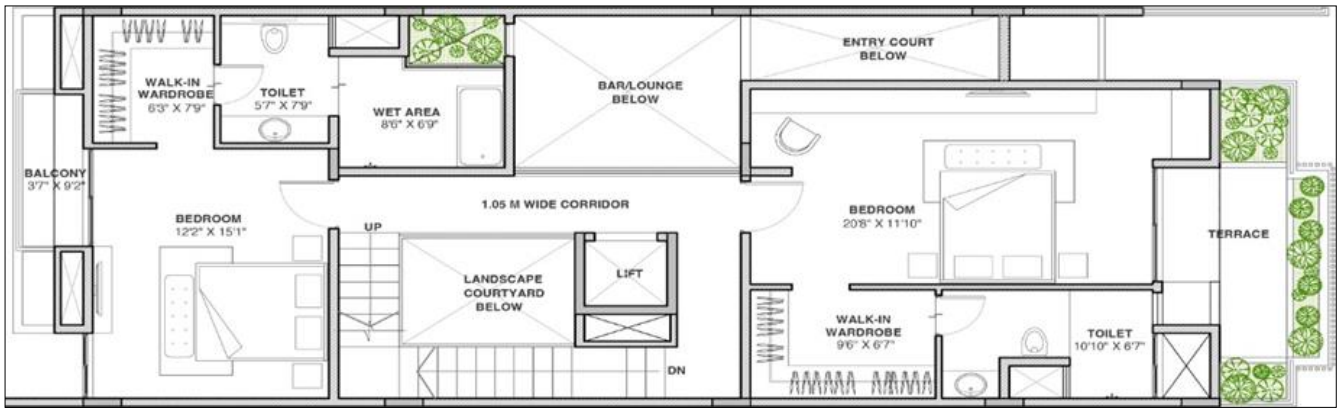 WALK-IN
WARDROBE
6'3" X 7'9"
TOILET
5'7" X 7'9"
WET AREA
8'6" X 6'9"
BAR/LOUNGE
BELOW
ENTRY COURT
BELOW
BALCONY
3'7" X 9'2"
BEDROOM
12'2" X 15'1"
1.05 M WIDE CORRIDOR
UP
LANDSCAPE
COURTYARD
BELOW
LIFT
DN
BEDROOM
20'8" X 11'10"
TERRACE
WALK-IN
WARDROBE
9'6" X 6'7"
TOILET
10'10" X 6'7"